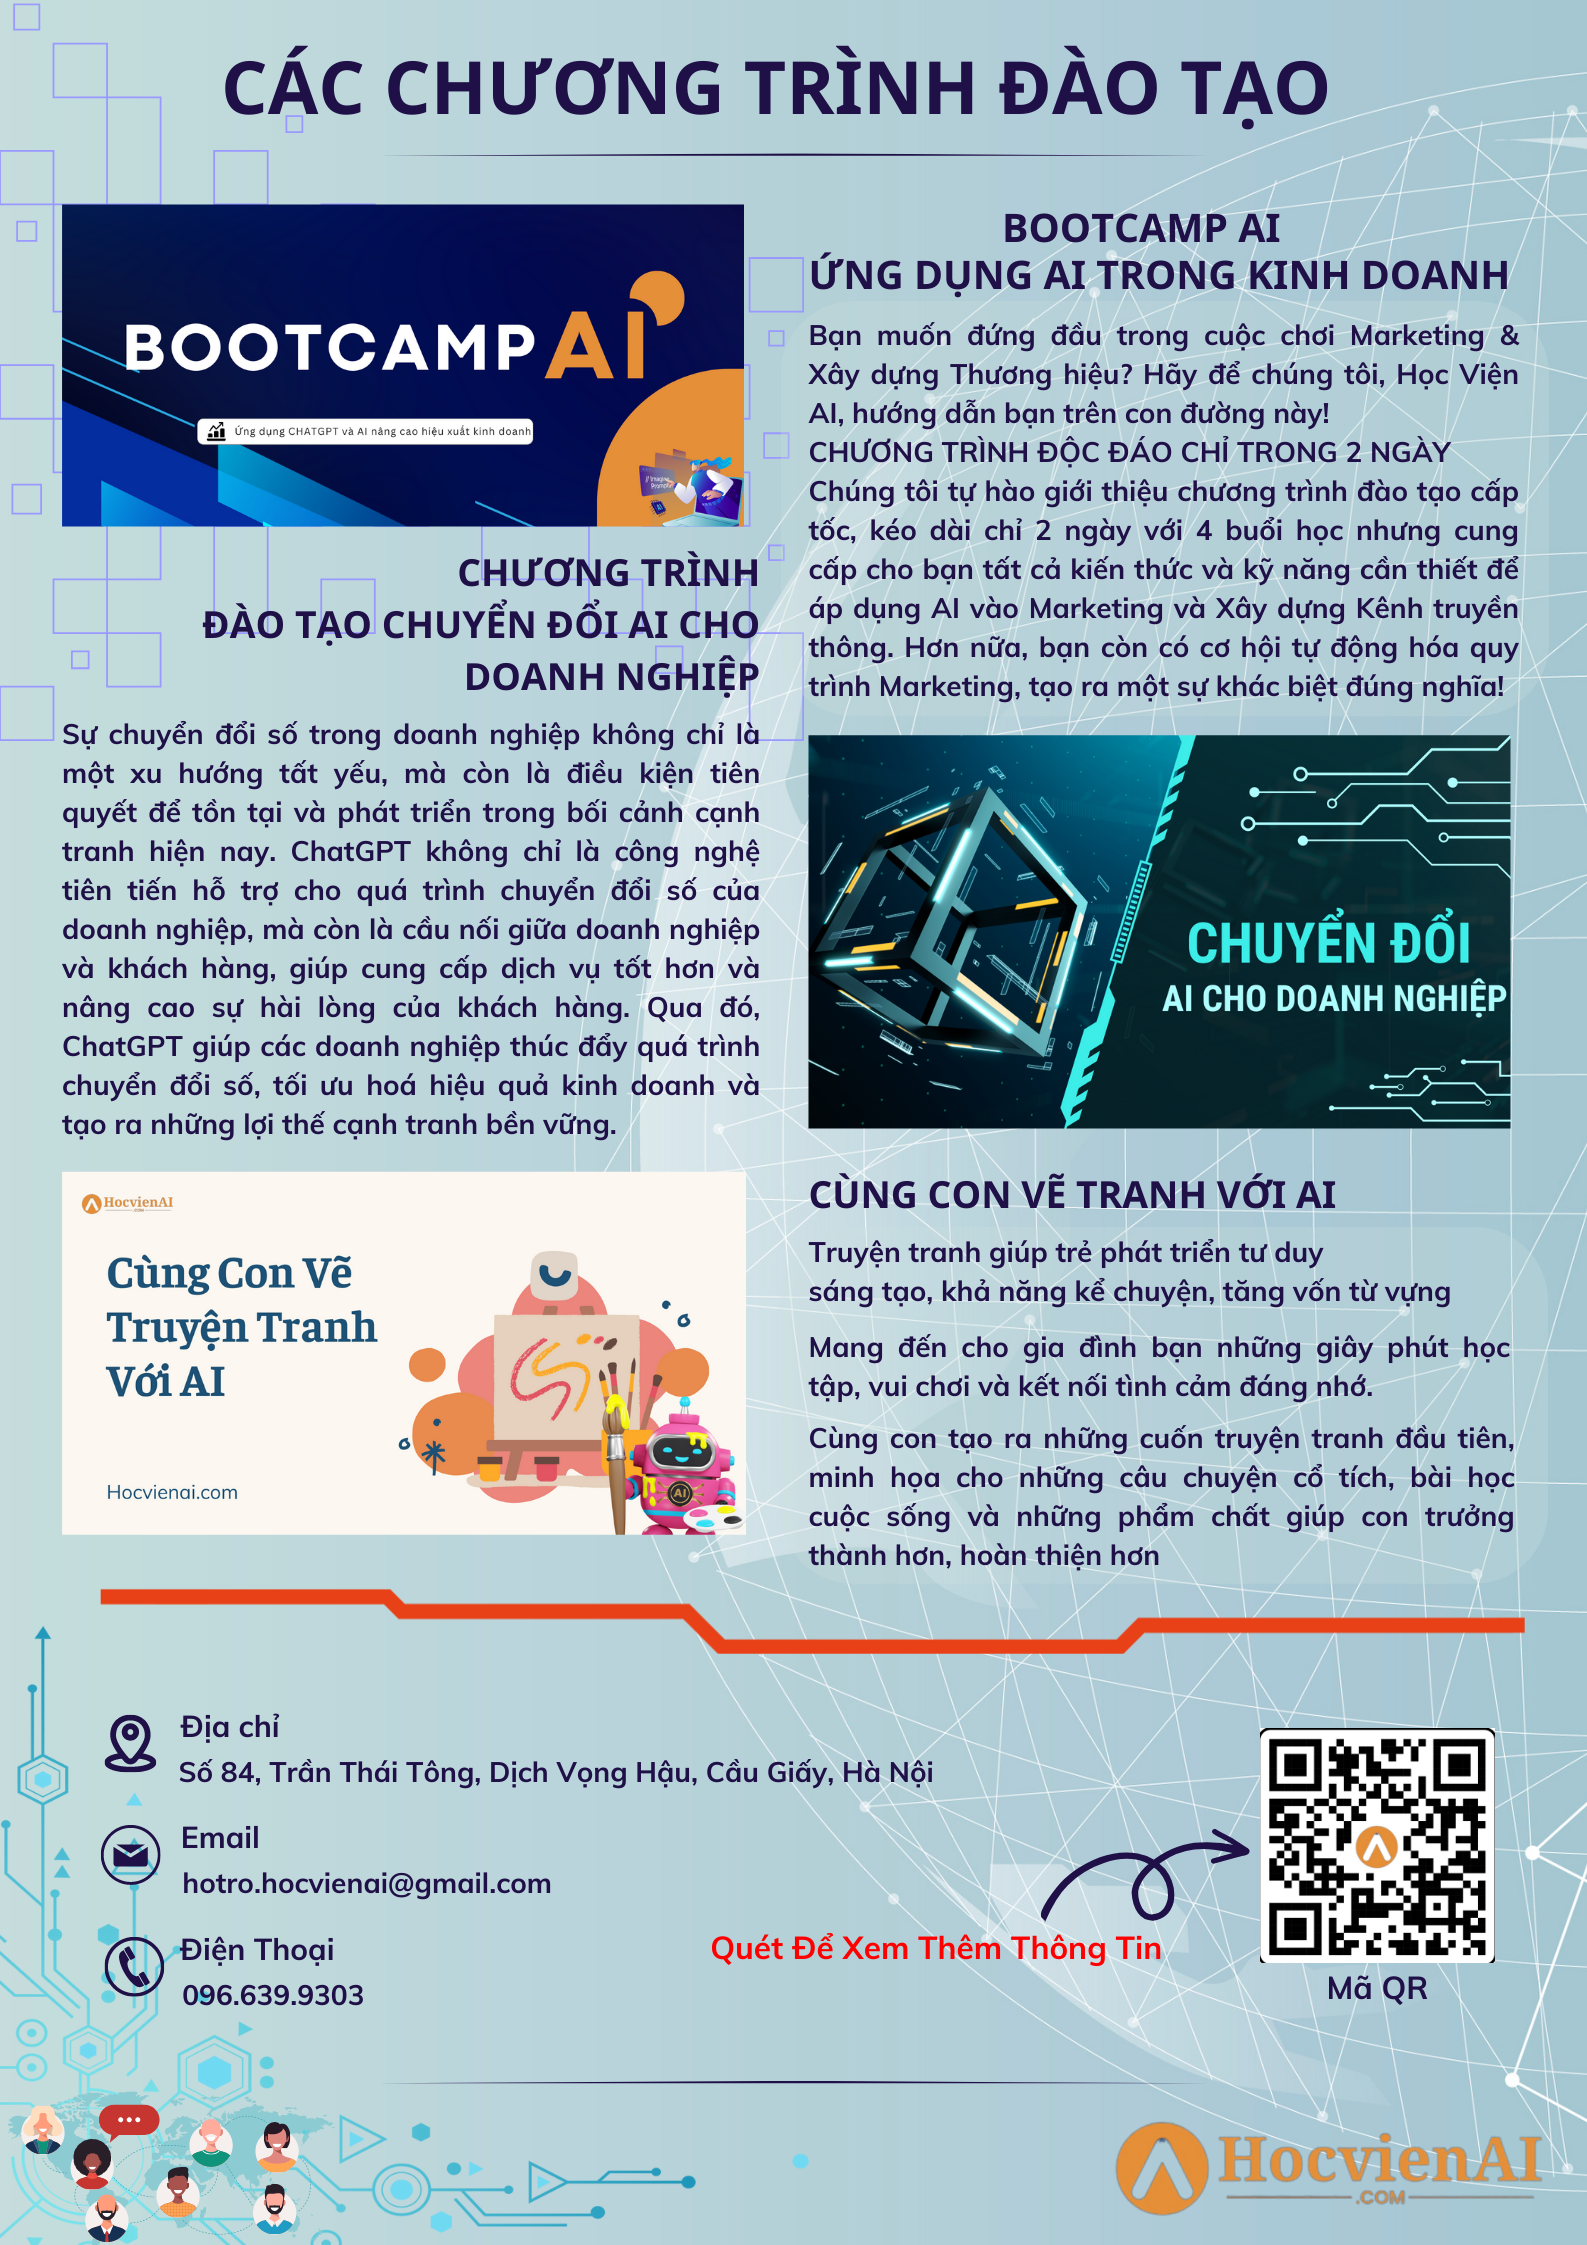 CÁC CHƯƠNG TRÌNH ĐÀO TẠO
BOOTCAMP AI
Ứng dụng CHATGPT và AI nâng cao hiệu xuất kinh doanh
// Imagine
Prompt
BOOTCAMP AI
ỨNG DỤNG AI TRONG KINH DOANH
Bạn muốn đứng đầu trong cuộc chơi Marketing &
Xây dựng Thương hiệu? Hãy để chúng tôi, Học Viện
AI, hướng dẫn bạn trên con đường này!
CHƯƠNG TRÌNH ĐỘC ĐÁO CHỈ TRONG 2 NGÀY
Chúng tôi tự hào giới thiệu chương trình đào tạo cấp
tốc, kéo dài chỉ 2 ngày với 4 buổi học nhưng cung
cấp cho bạn tất cả kiến thức và kỹ năng cần thiết để
áp dụng AI vào Marketing và Xây dựng Kênh truyền
thông. Hơn nữa, bạn còn có cơ hội tự động hóa quy
trình Marketing, tạo ra một sự khác biệt đúng nghĩa!
CHƯƠNG TRÌNH
ĐÀO TẠO CHUYỂN ĐỔI AI CHO
DOANH NGHIỆP
Sự chuyển đổi số trong doanh nghiệp không chỉ là
một xu hướng tất yếu, mà còn là điều kiện tiên
quyết để tồn tại và phát triển trong bối cảnh cạnh
tranh hiện nay. ChatGPT không chỉ là công nghệ
tiên tiến hỗ trợ cho quá trình chuyển đổi số của
doanh nghiệp, mà còn là cầu nối giữa doanh nghiệp
và khách hàng, giúp cung cấp dịch vụ tốt hơn và
nâng cao sự hài lòng của khách hàng. Qua đó,
ChatGPT giúp các doanh nghiệp thúc đẩy quá trình
chuyển đổi số, tối ưu hoá hiệu quả kinh doanh và
tạo ra những lợi thế cạnh tranh bền vững.
CHUYỂN ĐỔI
AI CHO DOANH NGHIỆP
HocvienAI
.COM
Cùng Con Vẽ
Truyện Tranh
Với AI
Hocvienai.com
AI
CÙNG CON VẼ TRANH VỚI AI
Truyện tranh giúp trẻ phát triển tư duy
sáng tạo, khả năng kể chuyện, tăng vốn từ vựng
Mang đến cho gia đình bạn những giây phút học
tập, vui chơi và kết nối tình cảm đáng nhớ.
Cùng con tạo ra những cuốn truyện tranh đầu tiên,
minh họa cho những câu chuyện cổ tích, bài học
cuộc sống và những phẩm chất giúp con trưởng
thành hơn, hoàn thiện hơn
Địa chỉ
Số 84, Trần Thái Tông, Dịch Vọng Hậu, Cầu Giấy, Hà Nội
Email
hotro.hocvienai@gmail.com
Điện Thoại
096.639.9303
Quét Để Xem Thêm Thông Tin
Mã QR
HocvienAI
.COM